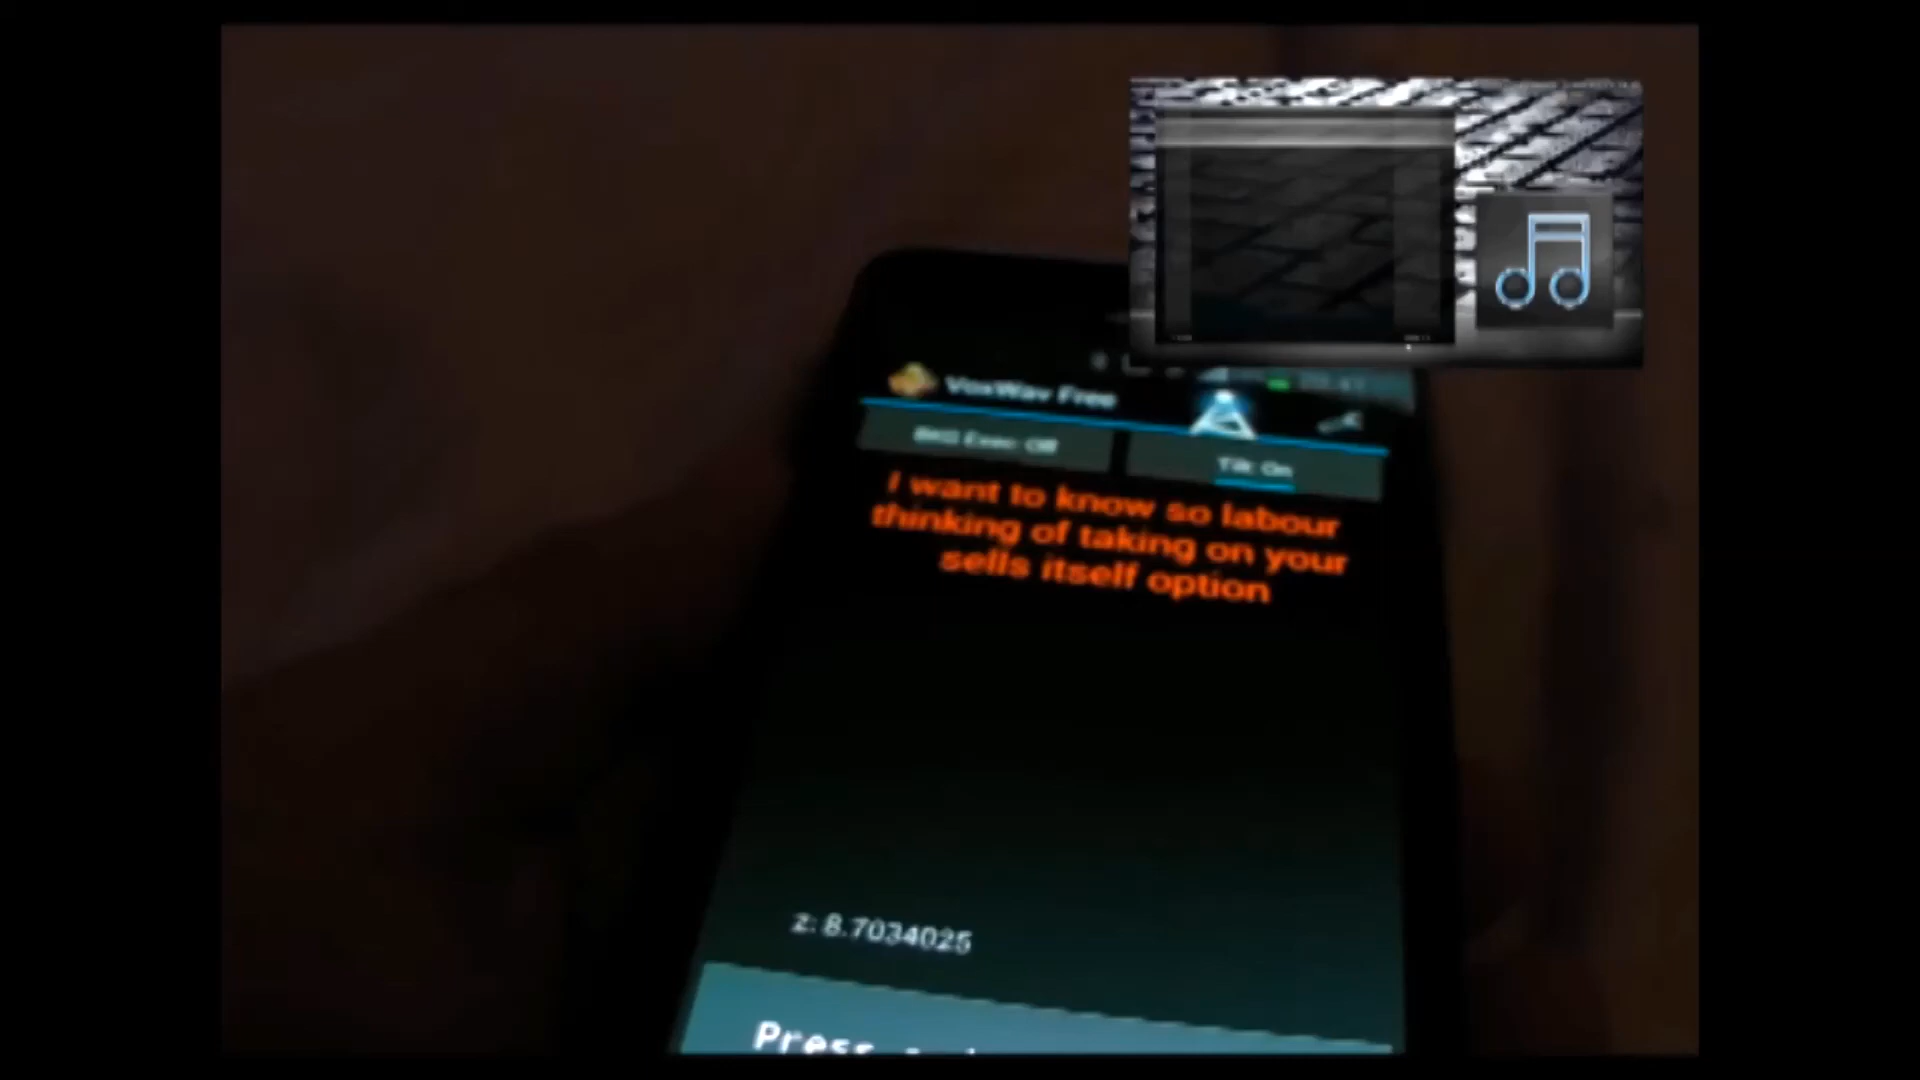 VoxWav Free
Exec: Off
Tilt: On
I want to know so labour
thinking of taking on your
sells itself option
z: 8.7034025
Press